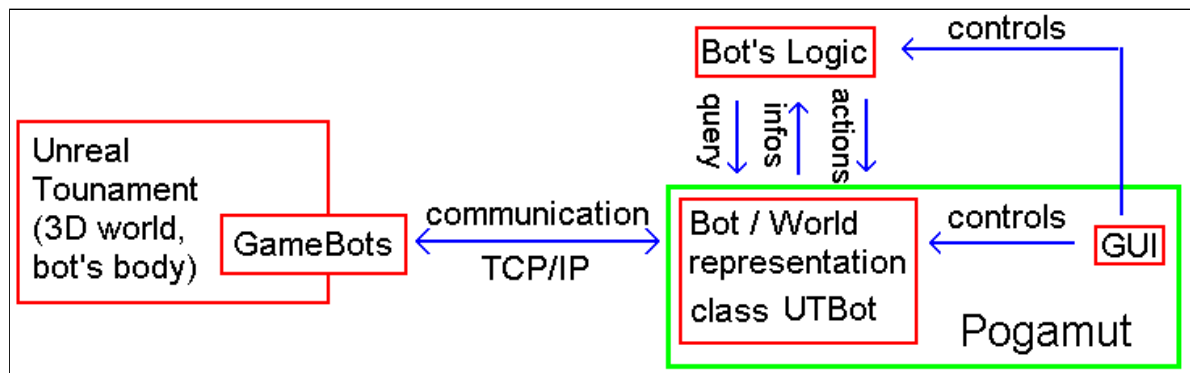 controls
Bot's Logic
query
infos
actions
Unreal
Tounament
(3D world,
bot's body)
GameBots
communication
TCP/IP
Bot / World
representation
class UTBot
controls
GUI
Pogamut